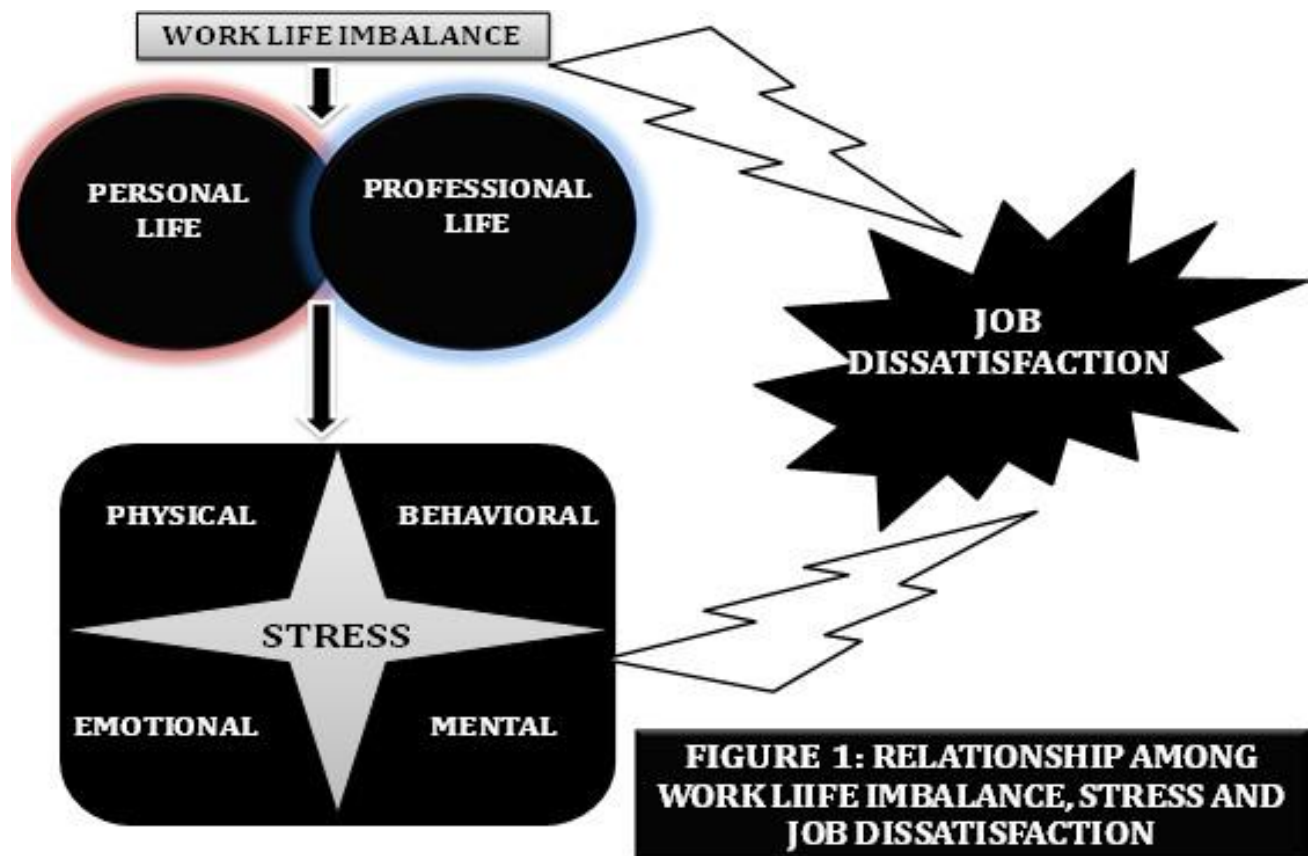 WORK LIFE IMBALANCE
PERSONAL
LIFE
PROFESSIONAL
LIFE
JOB
DISSATISFACTION
PHYSICAL
BEHAVIORAL
STRESS
EMOTIONAL
MENTAL
FIGURE 1: RELATIONSHIP AMONG
WORK LIIFE IMBALANCE, STRESS AND
JOB DISSATISFACTION